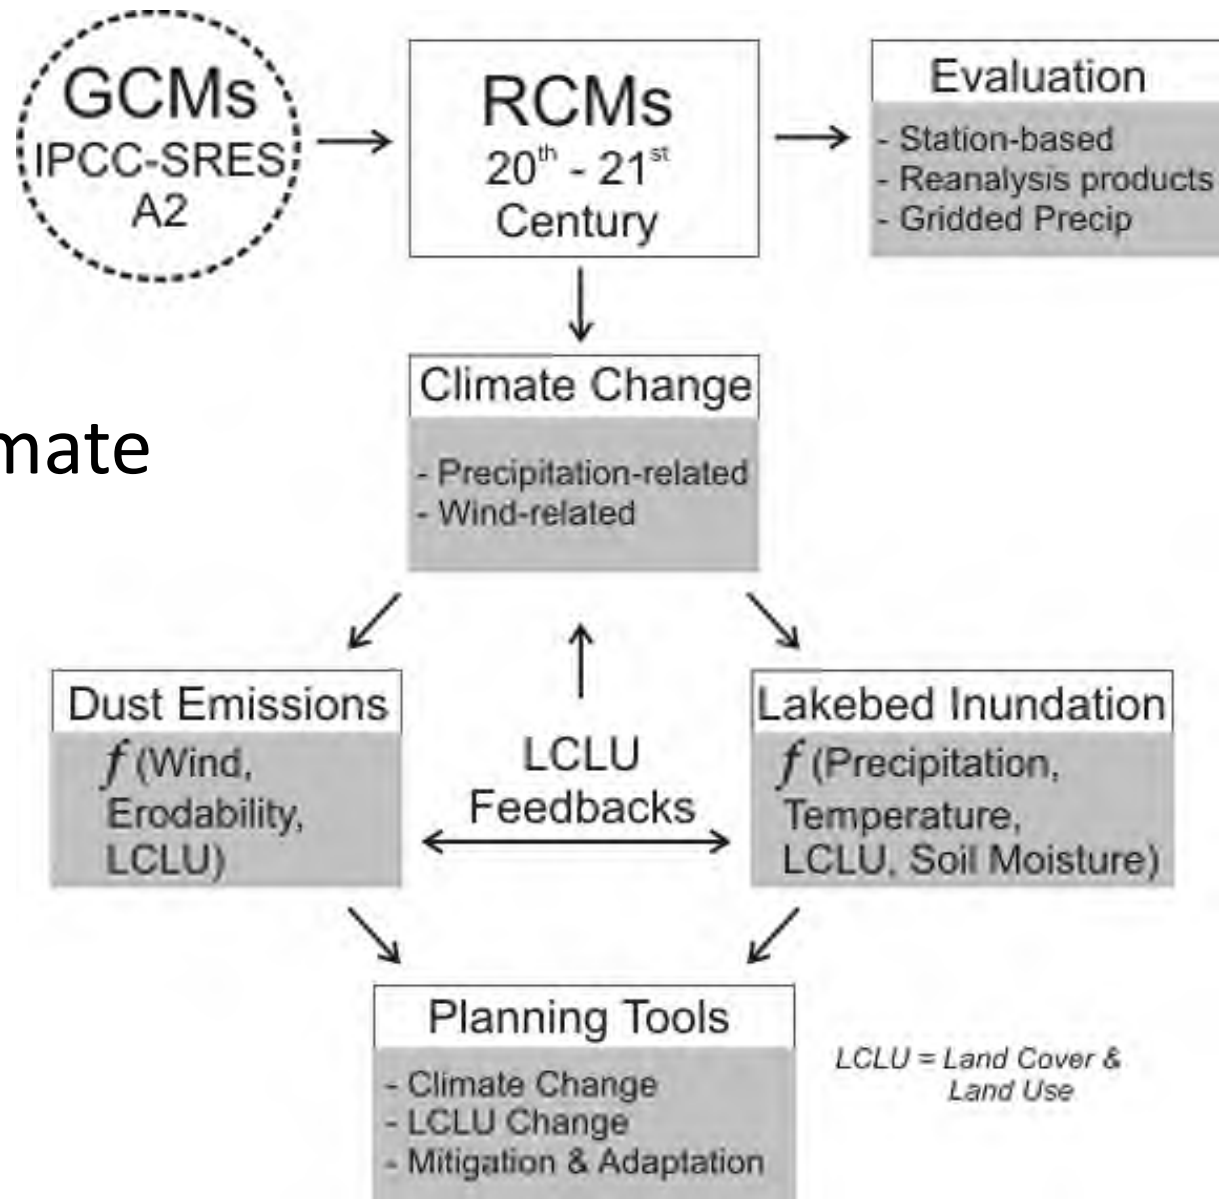 GCMs
IPCC-SRES
A2
RCMs
20th - 21st
Century
Evaluation
- Station-based
- Reanalysis products
- Gridded Precip
Climate Change
- Precipitation-related
- Wind-related
mate
Dust Emissions
f (Wind,
Erodability,
LCLU)
LCLU
Feedbacks
Lakebed Inundation
f (Precipitation,
Temperature,
LCLU, Soil Moisture)
Planning Tools
- Climate Change
- LCLU Change
- Mitigation & Adaptation
LCLU = Land Cover &
Land Use